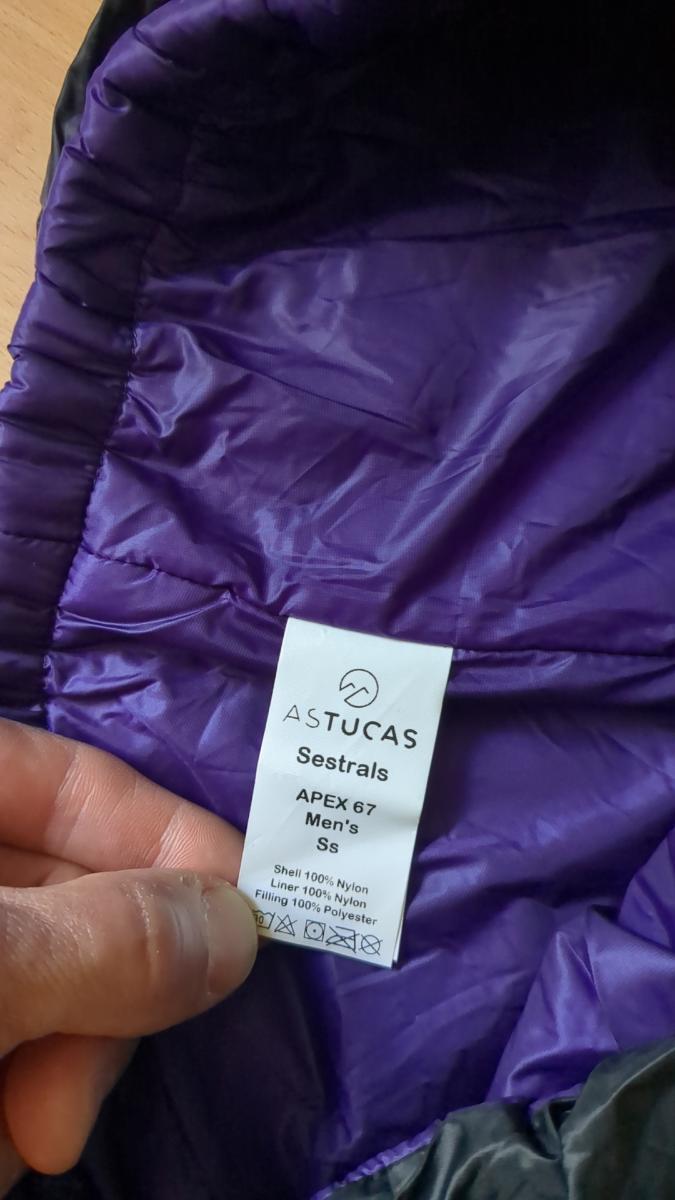 ASTUCAS
Sestrals
APEX 67
Men's
Ss
Shell 100% Nylon
Liner 100% Nylon
Filling 100% Polyester